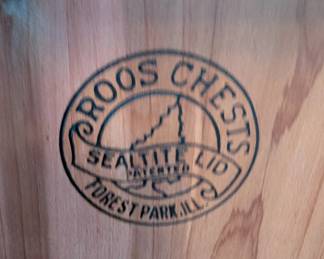 ROOS CHESTS
SEALTITE LID
PATENTED
FOREST PARK, ILL.